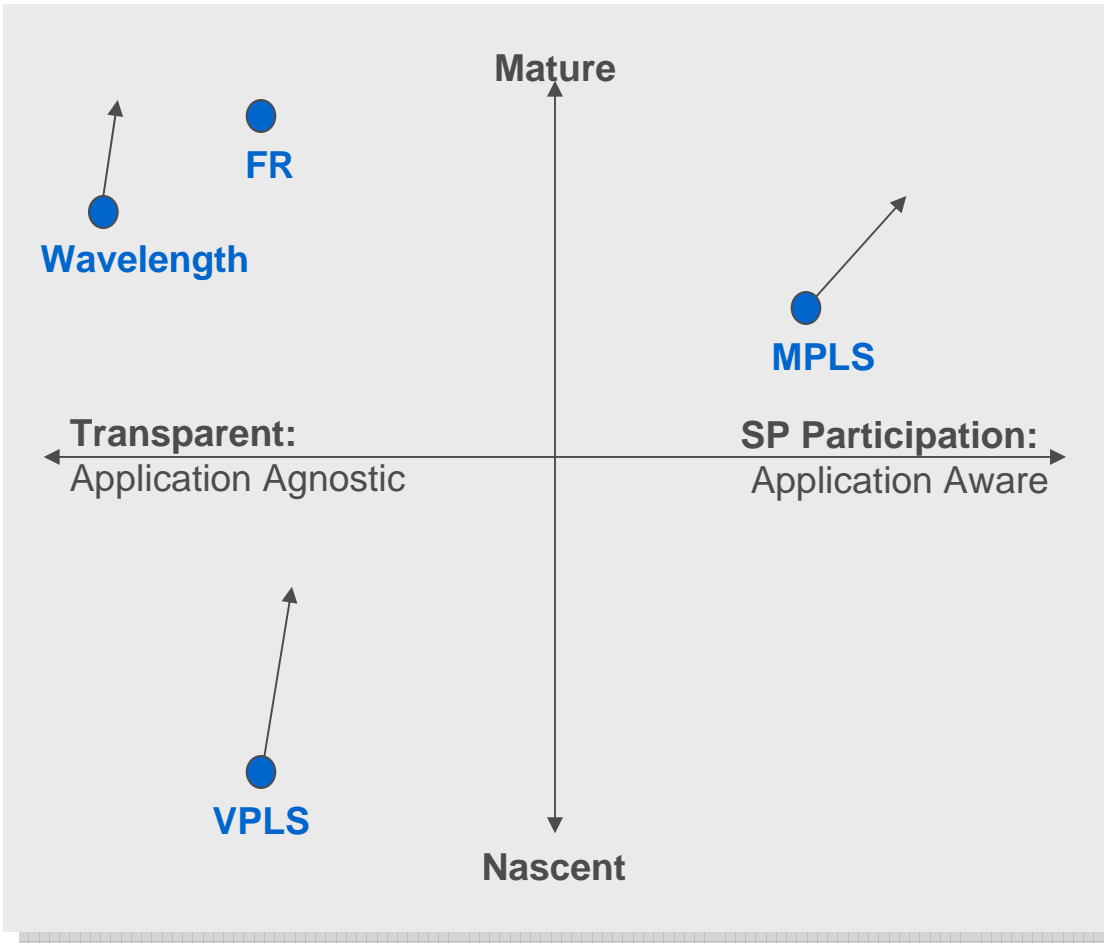 Mature
FR
Wavelength
MPLS
Transparent:
Application Agnostic
SP Participation:
Application Aware
VPLS
Nascent